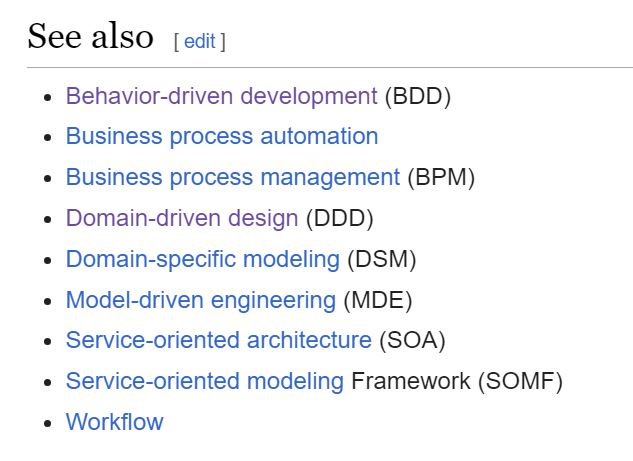 See also [ edit ]
Behavior-driven development (BDD)
Business process automation
Business process management (BPM)
Domain-driven design (DDD)
Domain-specific modeling (DSM)
Model-driven engineering (MDE)
Service-oriented architecture (SOA)
Service-oriented modeling Framework (SOMF)
Workflow